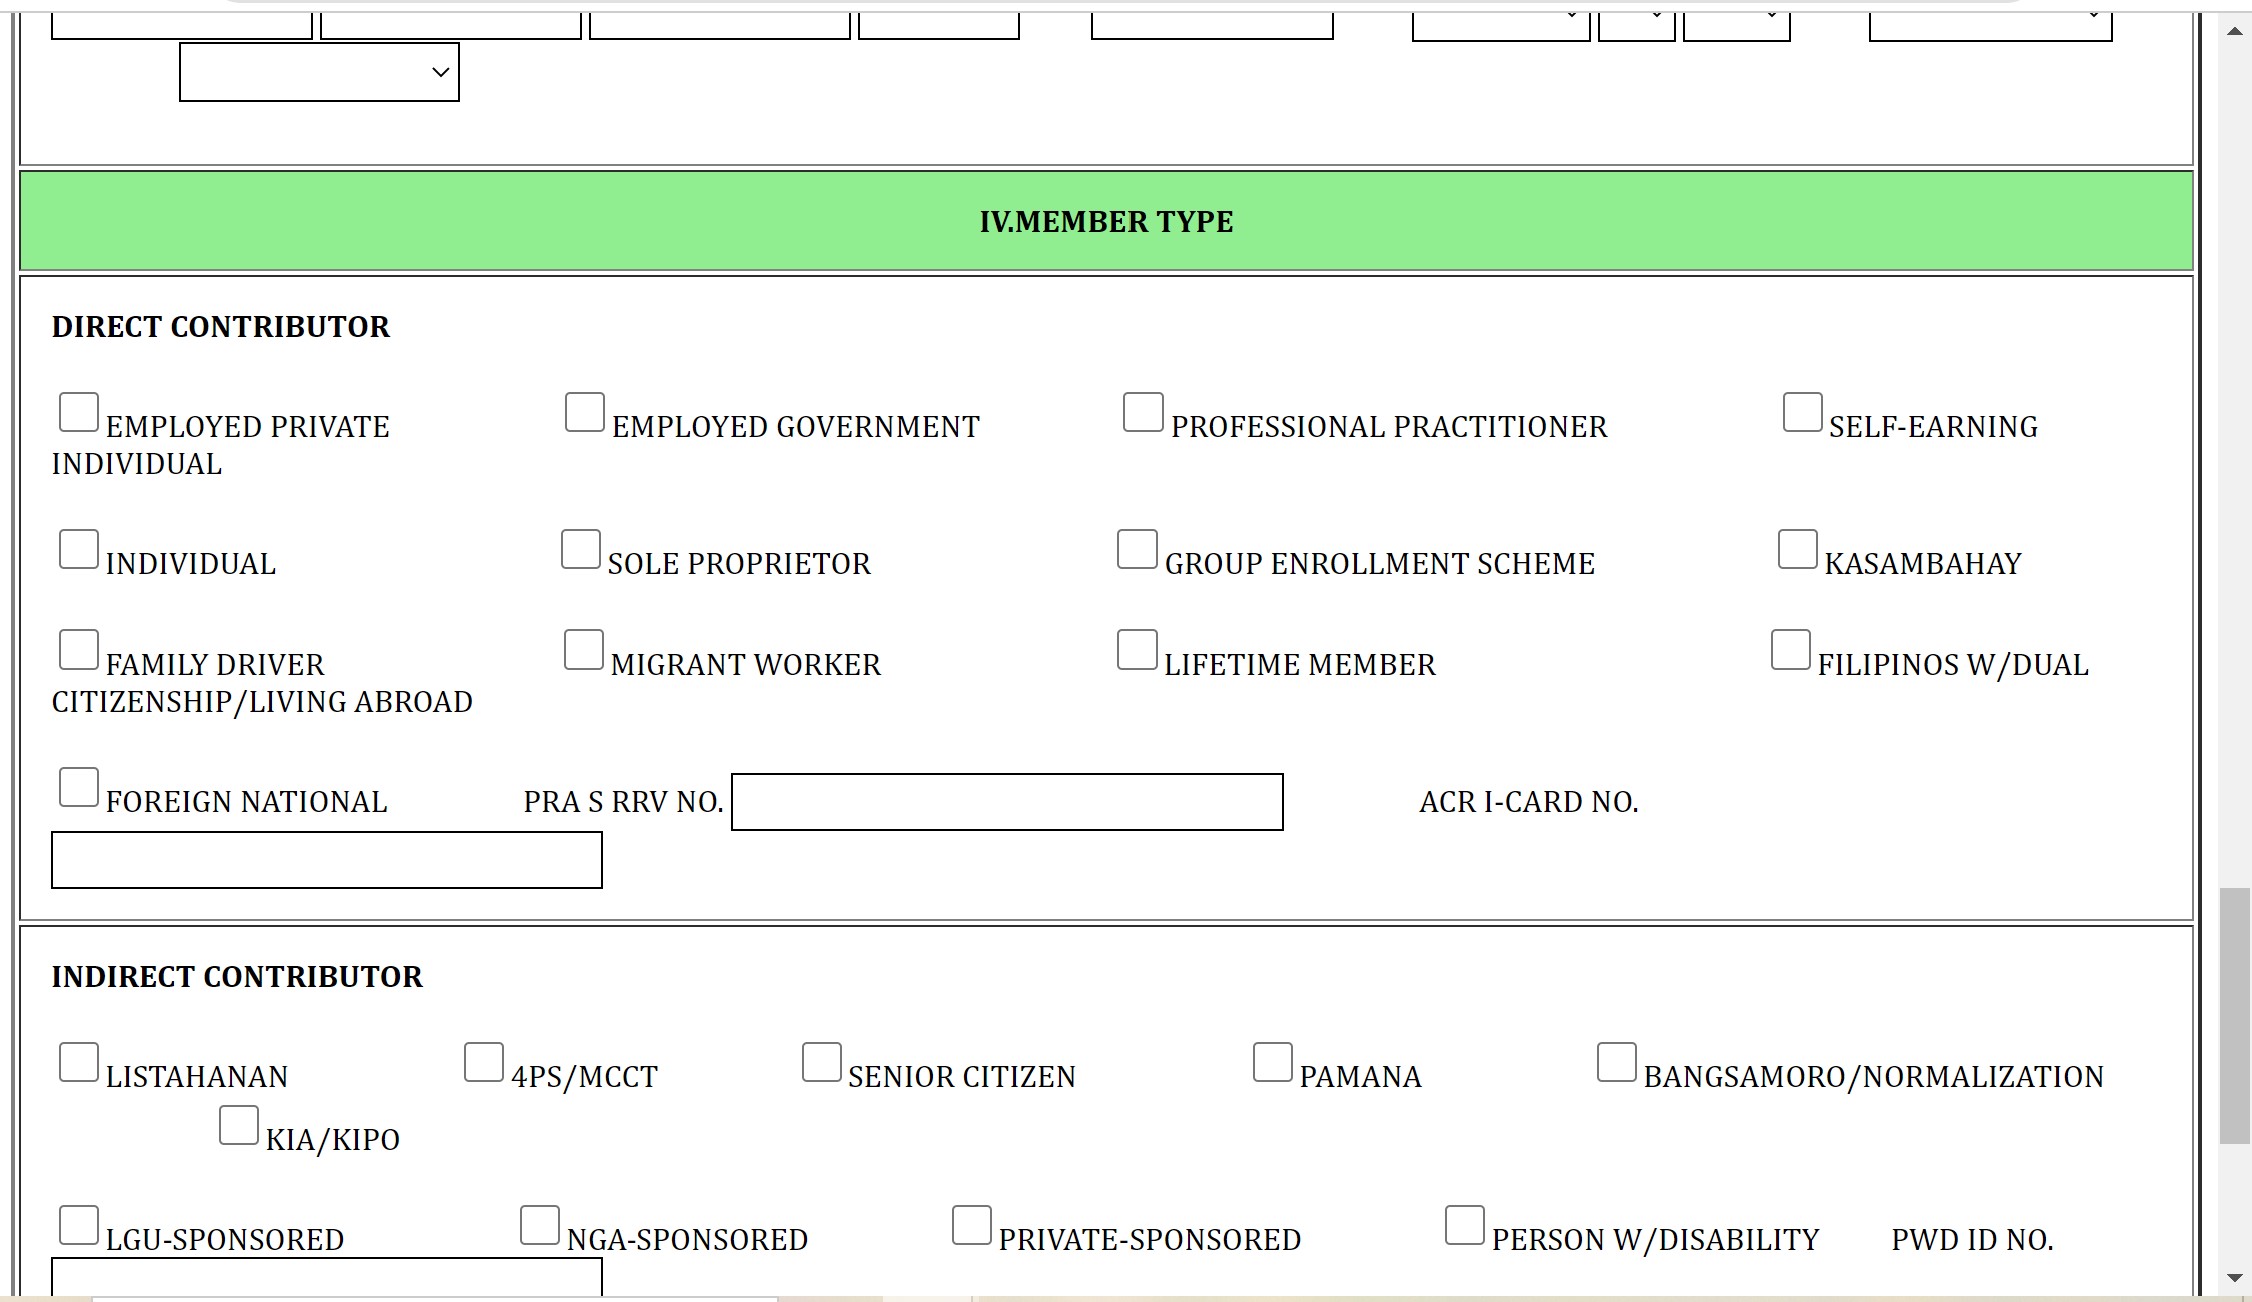 IV.MEMBER TYPE
DIRECT CONTRIBUTOR
EMPLOYED PRIVATE EMPLOYED GOVERNMENT PROFESSIONAL PRACTITIONER SELF-EARNING
INDIVIDUAL
INDIVIDUAL SOLE PROPRIETOR GROUP ENROLLMENT SCHEME KASAMBAHAY
FAMILY DRIVER MIGRANT WORKER LIFETIME MEMBER FILIPINOS W/DUAL
CITIZENSHIP/LIVING ABROAD
FOREIGN NATIONAL PRA S RRV NO. ACR I-CARD NO.
INDIRECT CONTRIBUTOR
LISTAHANAN 4PS/MCCT SENIOR CITIZEN PAMANA BANGSAMORO/NORMALIZATION
KIA/KIPO
LGU-SPONSORED NGA-SPONSORED PRIVATE-SPONSORED PERSON W/DISABILITY PWD ID NO.